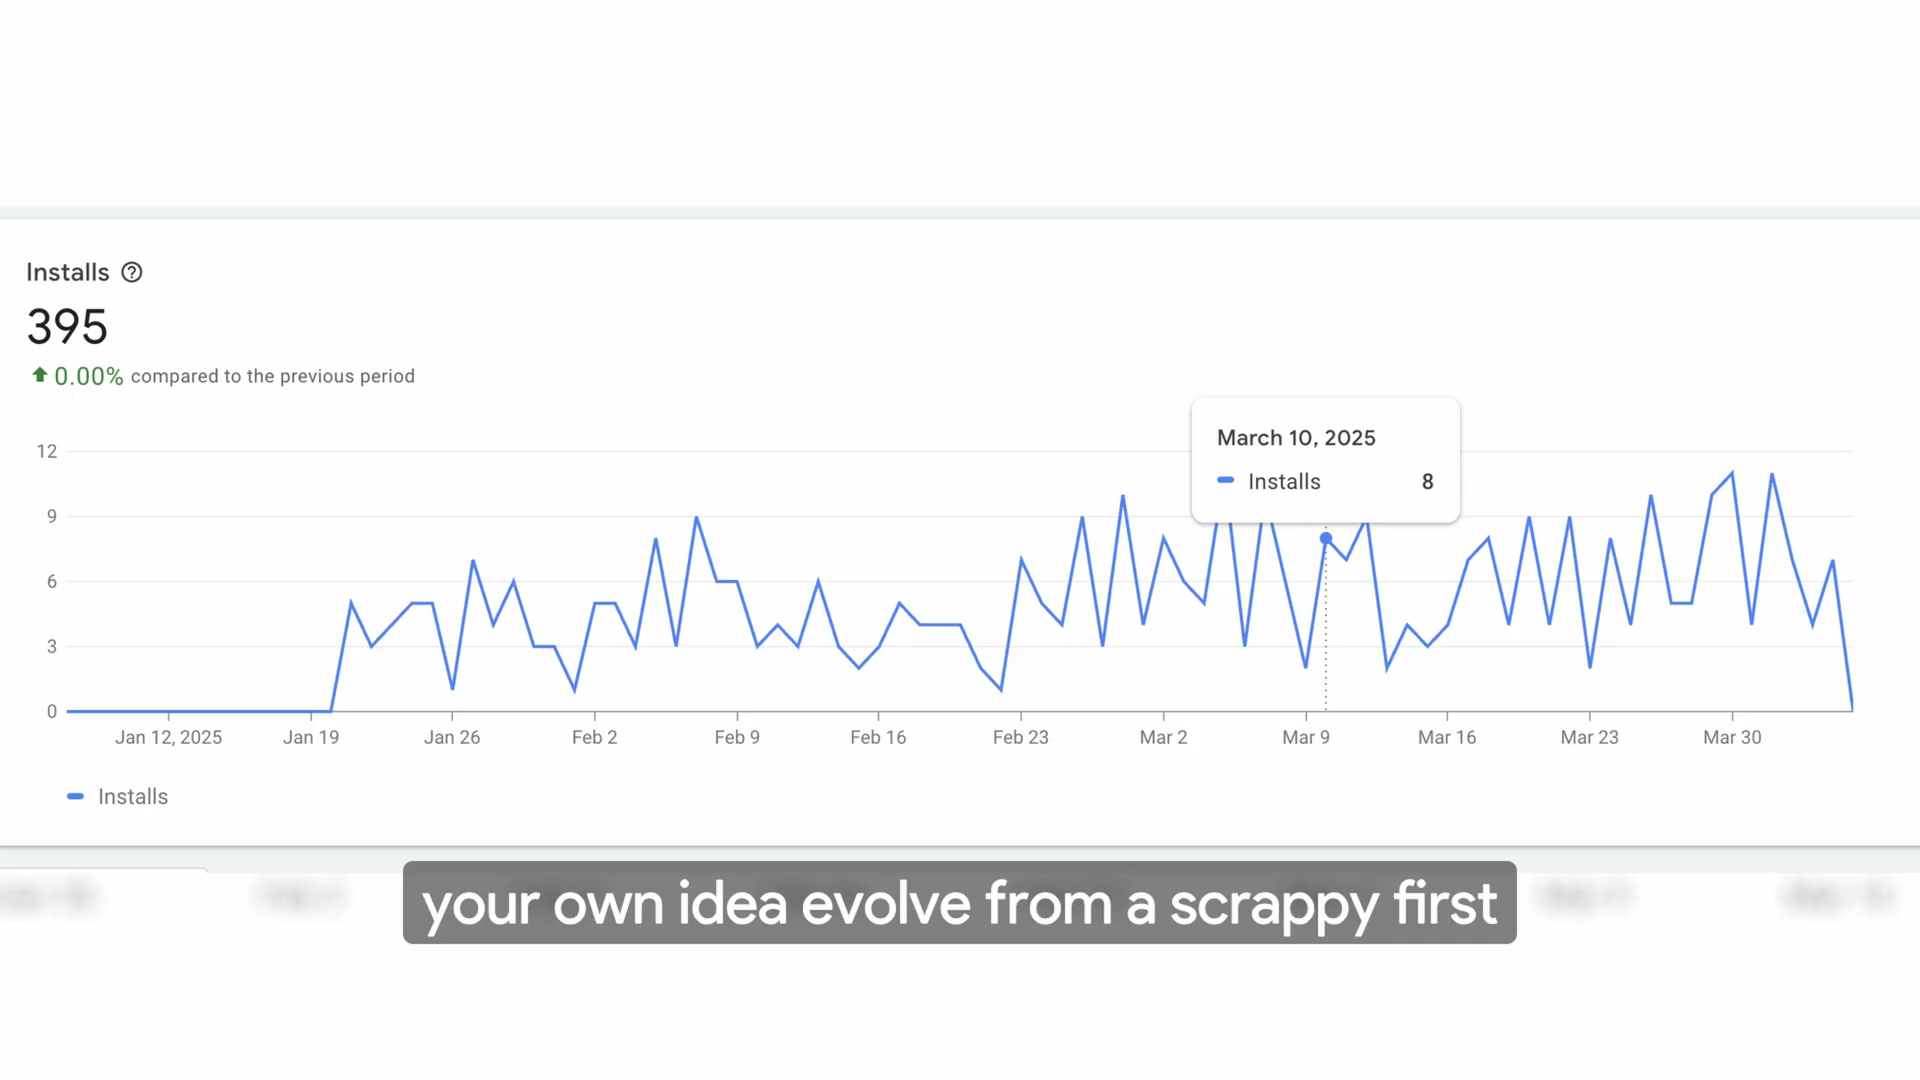 Installs
395
0.00% compared to the previous period
March 10, 2025
Installs 8
12
9
6
3
0
Jan 12, 2025 Jan 19 Jan 26 Feb 2 Feb 9 Feb 16 Feb 23 Mar 2 Mar 9 Mar 16 Mar 23 Mar 30
Installs
your own idea evolve from a scrappy first